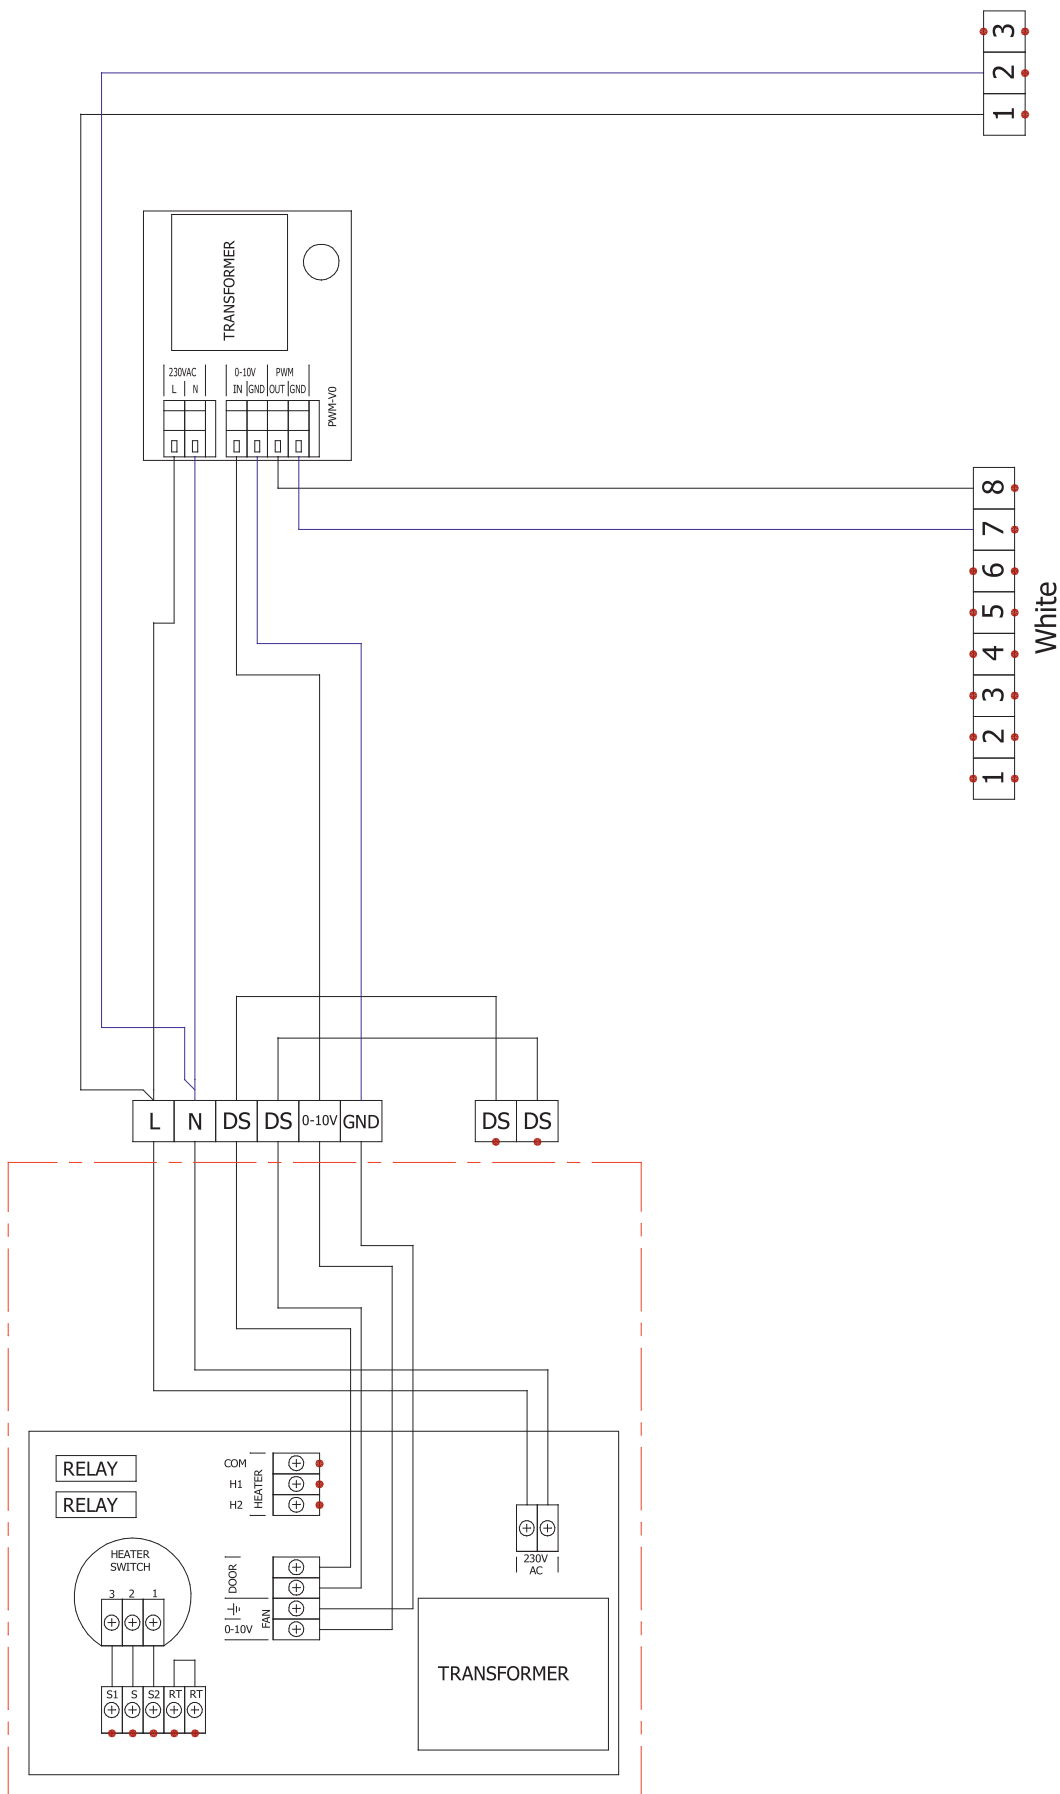 3
2
1
TRANSFORMER
230VAC
0-10V
PWM
L
N
IN
GND
OUT
GND
PWM-V0
8
7
6
5
4
3
2
1
White
L
N
DS
DS
0-10V
GND
DS
DS
RELAY
RELAY
COM
H1
H2
HEATER
HEATER
SWITCH
3
2
1
DOOR
FAN
0-10V
230V
AC
TRANSFORMER
S1
S
S2
RT
RT